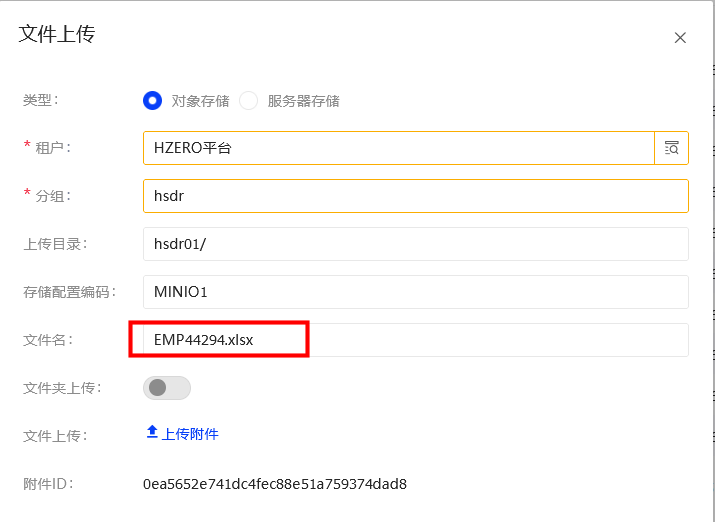 文件上传
类型： 对象存储 服务器存储
* 租户： HZERO平台
* 分组： hsdr
上传目录： hsdr01/
存储配置编码： MINIO1
文件名： EMP44294.xlsx
文件夹上传：
文件上传： 上传附件
附件ID： 0ea5652e741dc4fec88e51a759374dad8